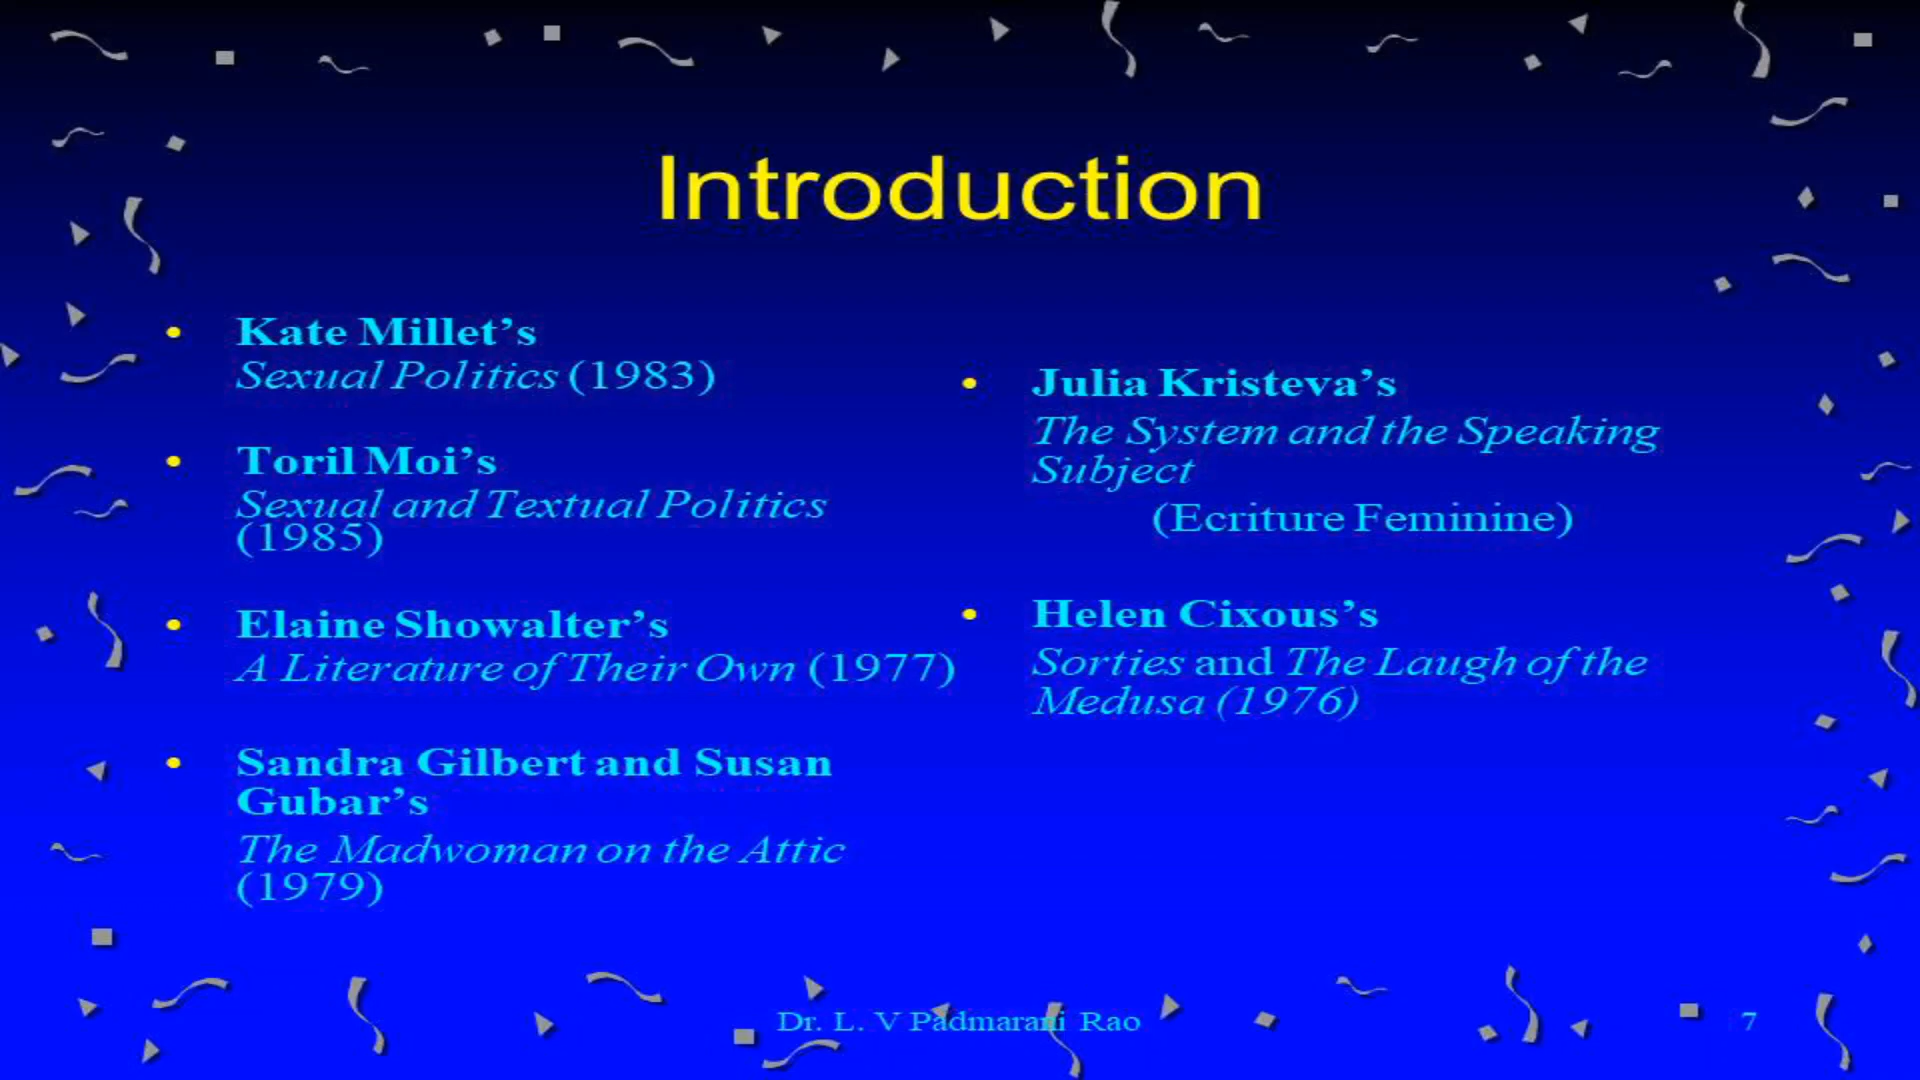 Introduction
• Kate Millet’s
Sexual Politics (1983)
• Toril Moi’s
Sexual and Textual Politics
(1985)
• Elaine Showalter’s
A Literature of Their Own (1977)
• Sandra Gilbert and Susan
Gubar’s
The Madwoman on the Attic
(1979)
• Julia Kristeva’s
The System and the Speaking
Subject
(Ecriture Feminine)
• Helen Cixous’s
Sorties and The Laugh of the
Medusa (1976)
Dr. L. V Padmarani Rao
7